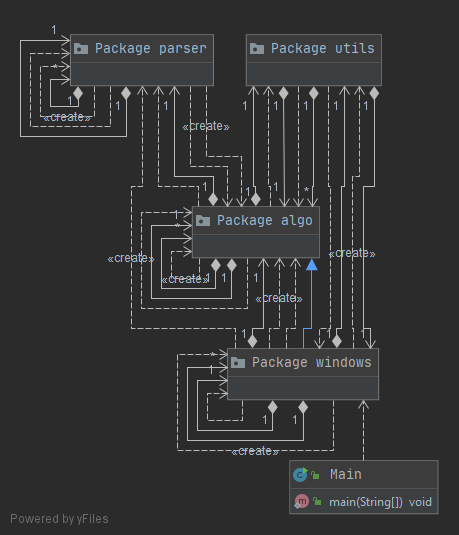 1
Package parser
Package utils
*
1
1
1
1
1
1
«create»
«create»
1
1
*
1
Package algo
*
«create»
«create»
1
1
1
«create»
«create»
1
1
1
1
*
Package windows
1
1
1
«create»
Main
main(String[]) void
Powered by yFiles